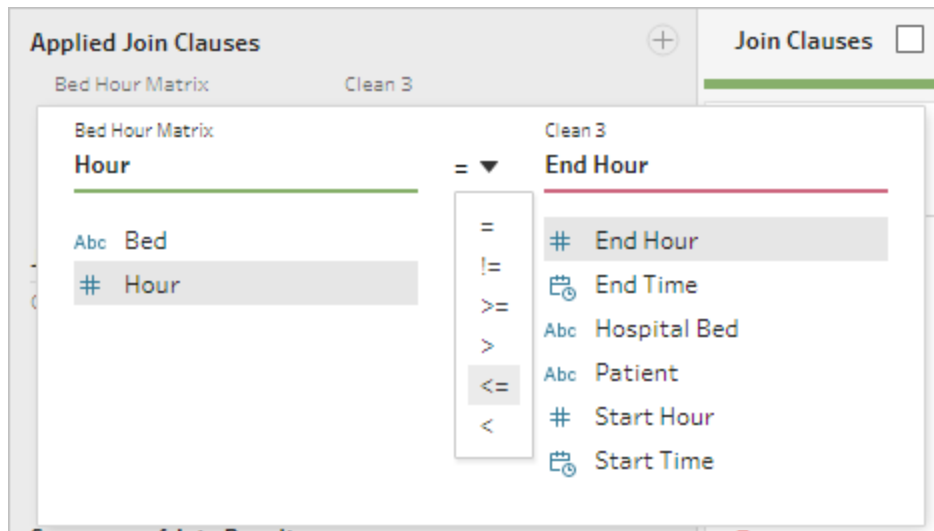 Applied Join Clauses
Join Clauses
Bed Hour Matrix Clean 3
Bed Hour Matrix
Hour
Abc Bed
# Hour
= ▼
=
!=
>=
>
<=
<
Clean 3
End Hour
# End Hour
End Time
Abc Hospital Bed
Abc Patient
# Start Hour
Start Time